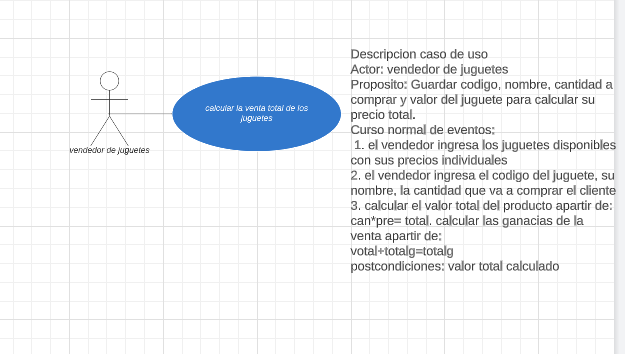 Descripcion caso de uso
Actor: vendedor de juguetes
Proposito: Guardar codigo, nombre, cantidad a
comprar y valor del juguete para calcular su
precio total.
Curso normal de eventos:
1. el vendedor ingresa los juguetes disponibles
con sus precios individuales
2. el vendedor ingresa el codigo del juguete, su
nombre, la cantidad que va a comprar el cliente
3. calcular el valor total del producto apartir de:
can*pre= total. calcular las ganacias de la
venta apartir de:
votal+totalg=totalg
postcondiciones: valor total calculado
calcular la venta total de los
juguetes
vendedor de juguetes